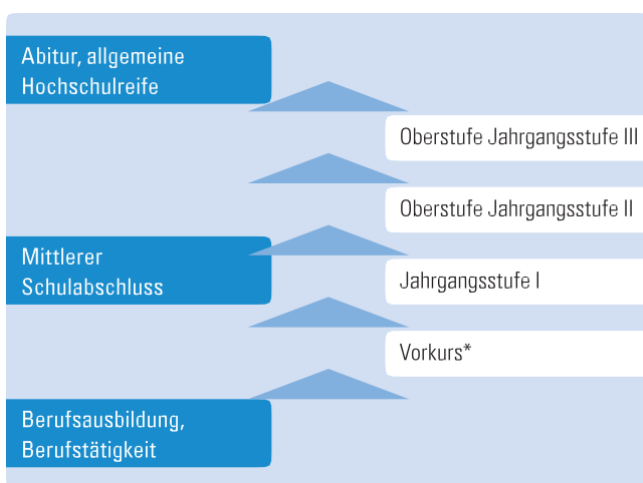 Abitur, allgemeine
Hochschulreife
Oberstufe Jahrgangsstufe III
Oberstufe Jahrgangsstufe II
Mittlerer
Schulabschluss
Jahrgangsstufe I
Vorkurs*
Berufsausbildung,
Berufstätigkeit